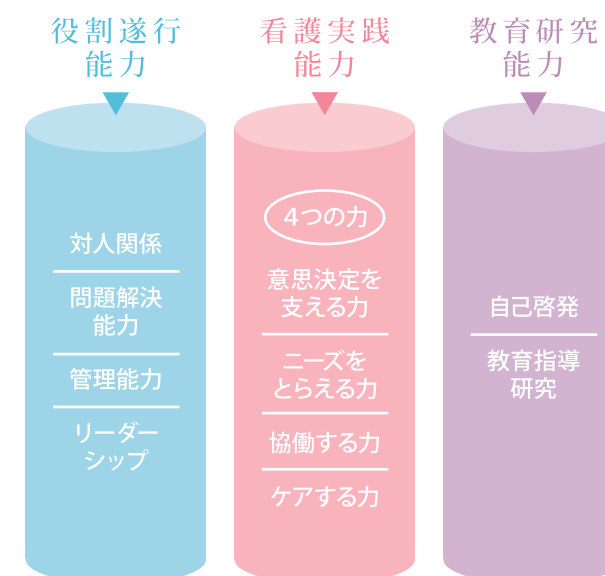 役割遂行
能力
対人関係
問題解決
能力
管理能力
リーダー
シップ
看護実践
能力
4つの力
意思決定を
支える力
ニーズを
とらえる力
協働する力
ケアする力
教育研究
能力
自己啓発
教育指導
研究